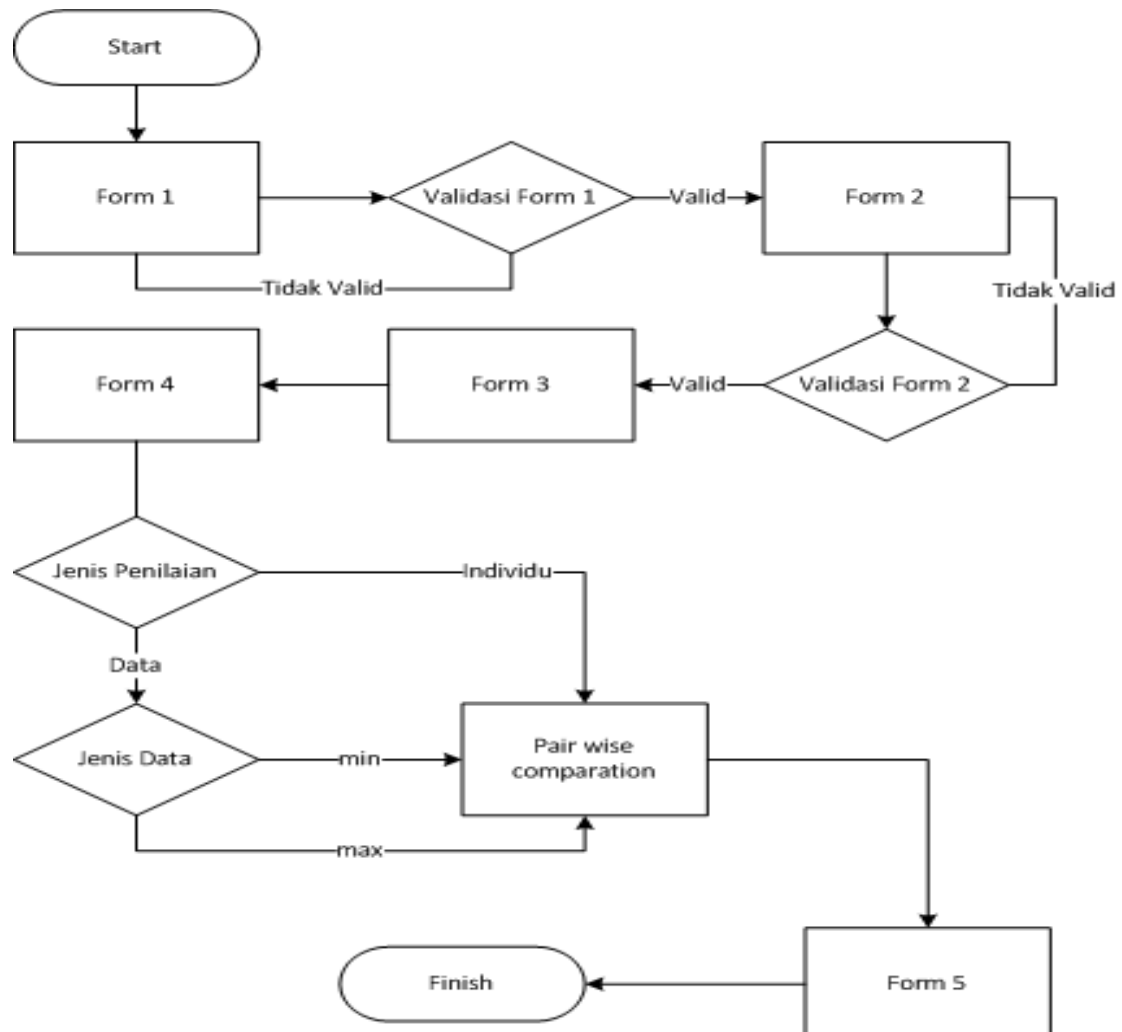 Start
Form 1
Validasi Form 1
Valid
Form 2
Tidak Valid
Tidak Valid
Form 4
Form 3
Valid
Validasi Form 2
Jenis Penilaian
Individu
Data
Jenis Data
min
Pair wise
comparation
max
Finish
Form 5